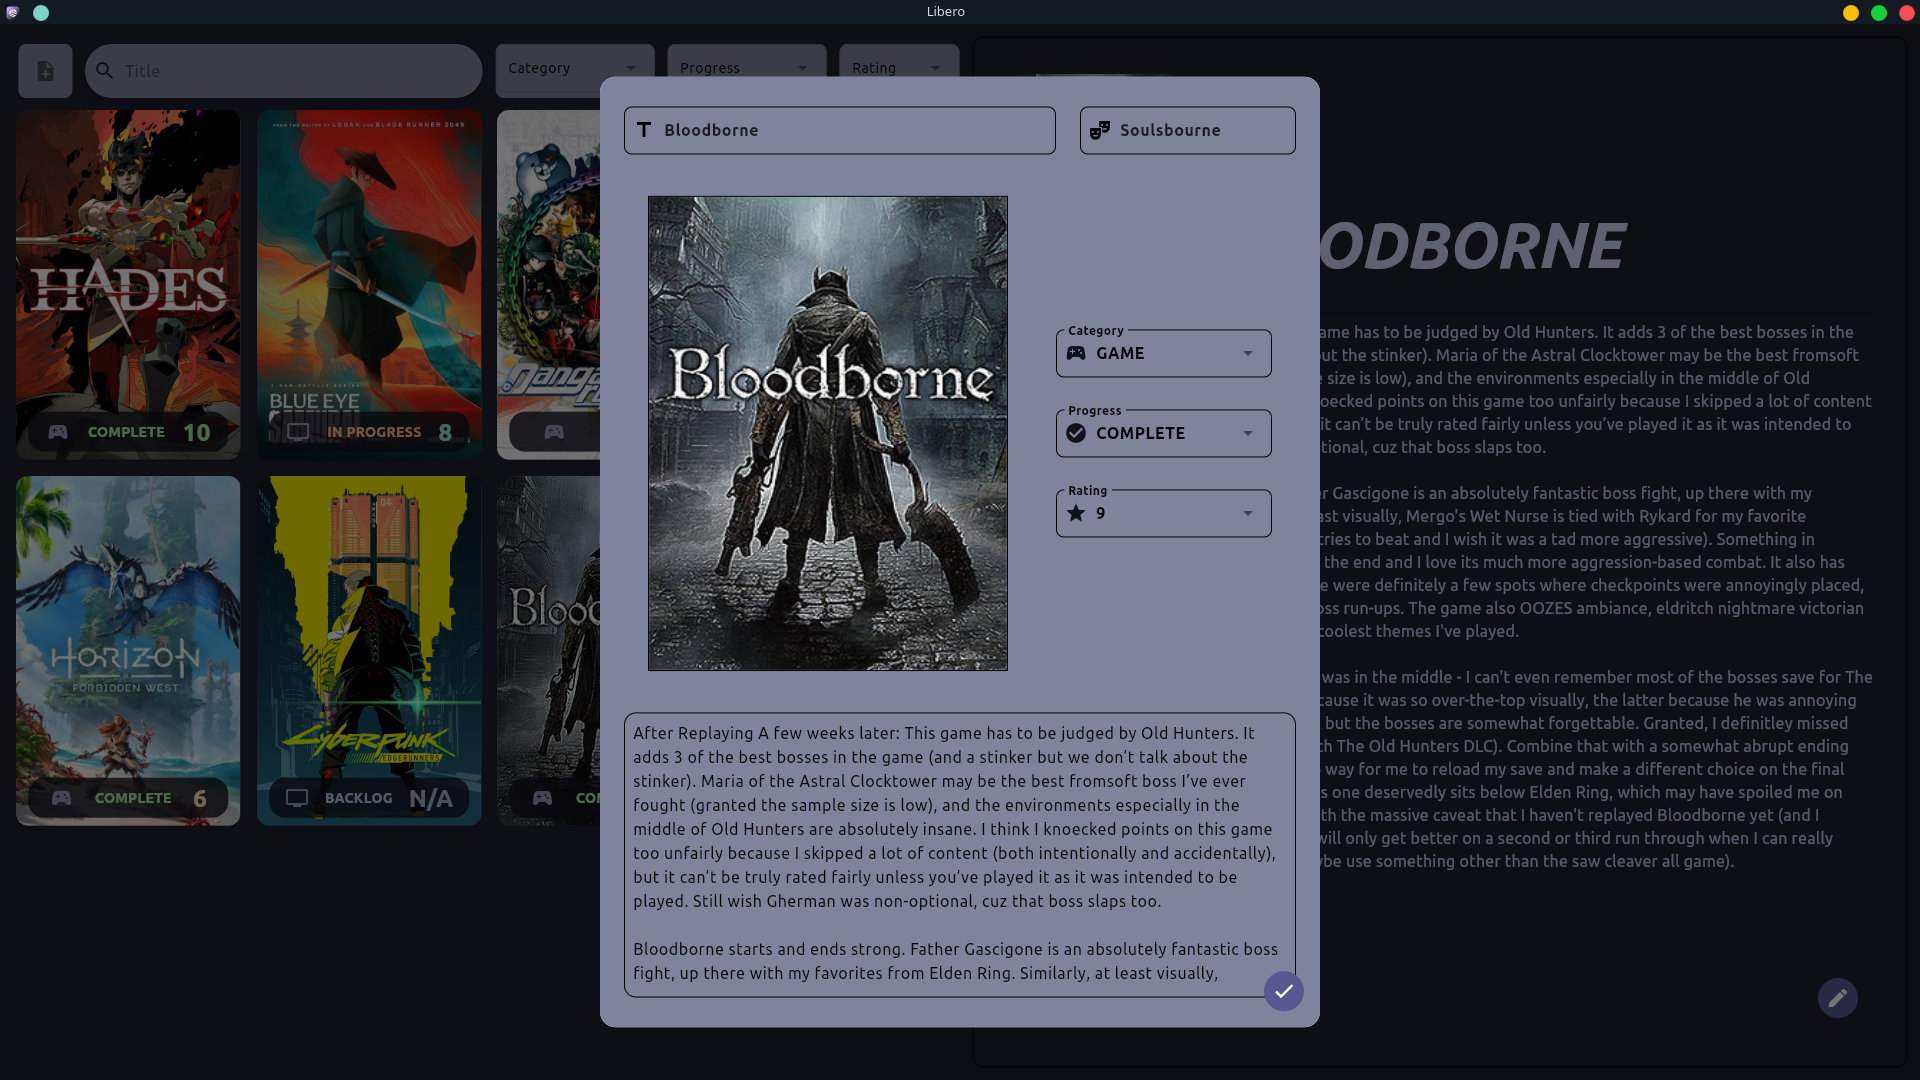 Libero
Title
Category
Progress
Rating
FROM THE WRITER OF LOGAN AND BLADE RUNNER 2049
HADES
COMPLETE 10
A NEW NETFLIX SERIES
BLUE EYE
IN PROGRESS 8
HORIZON
FORBIDDEN WEST
COMPLETE 6
04
CYBERPUNK
EDGERUNNERS
BACKLOG N/A
Bloodborne
Soulsbourne
Bloodborne
Category
GAME
Progress
COMPLETE
Rating
9
After Replaying A few weeks later: This game has to be judged by Old Hunters. It
adds 3 of the best bosses in the game (and a stinker but we don’t talk about the
stinker). Maria of the Astral Clocktower may be the best fromsoft boss I’ve ever
fought (granted the sample size is low), and the environments especially in the
middle of Old Hunters are absolutely insane. I think I knoecked points on this game
too unfairly because I skipped a lot of content (both intentionally and accidentally),
but it can’t be truly rated fairly unless you’ve played it as it was intended to be
played. Still wish Gherman was non-optional, cuz that boss slaps too.
Bloodborne starts and ends strong. Father Gascigone is an absolutely fantastic boss
fight, up there with my favorites from Elden Ring. Similarly, at least visually,
ODBORNE
ame has to be judged by Old Hunters. It adds 3 of the best bosses in the
out the stinker). Maria of the Astral Clocktower may be the best fromsoft
size is low), and the environments especially in the middle of Old
oecked points on this game too unfairly because I skipped a lot of content
it can't be truly rated fairly unless you’ve played it as it was intended to
tional, cuz that boss slaps too.
er Gascigone is an absolutely fantastic boss fight, up there with my
ast visually, Mergo's Wet Nurse is tied with Rykard for my favorite
tries to beat and I wish it was a tad more aggressive). Something in
the end and I love its much more aggression-based combat. It also has
e were definitely a few spots where checkpoints were annoyingly placed,
oss run-ups. The game also OOZES ambiance, eldritch nightmare victorian
coolest themes I've played.
was in the middle - I can't even remember most of the bosses save for The
cause it was so over-the-top visually, the latter because he was annoying
but the bosses are somewhat forgettable. Granted, I definitley missed
th The Old Hunters DLC). Combine that with a somewhat abrupt ending
way for me to reload my save and make a different choice on the final
s one deservedly sits below Elden Ring, which may have spoiled me on
th the massive caveat that I haven't replayed Bloodborne yet (and I
will only get better on a second or third run through when I can really
ybe use something other than the saw cleaver all game).